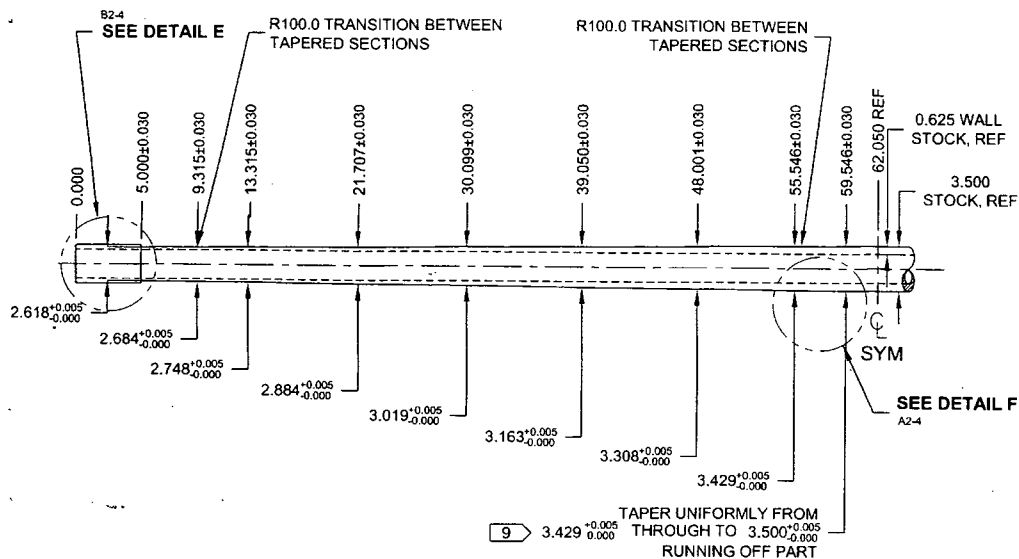 B2-4
SEE DETAIL E
R100.0 TRANSITION BETWEEN
TAPERED SECTIONS
R100.0 TRANSITION BETWEEN
TAPERED SECTIONS
0.000
5.000±0.030
9.315±0.030
13.315±0.030
21.707±0.030
30.099±0.030
39.050±0.030
48.001±0.030
55.546±0.030
59.546±0.030
62.050 REF
0.625 WALL
STOCK, REF
3.500
STOCK, REF
2.618 +0.005 -0.000
2.684 +0.005 -0.000
2.748 +0.005 -0.000
2.884 +0.005 -0.000
3.019 +0.005 -0.000
3.163 +0.005 -0.000
3.308 +0.005 -0.000
3.429 +0.005 -0.000
℄
SYM
SEE DETAIL F
A2-4
TAPER UNIFORMLY FROM
9 3.429 +0.005 0.000 THROUGH TO 3.500 +0.005 -0.000
RUNNING OFF PART